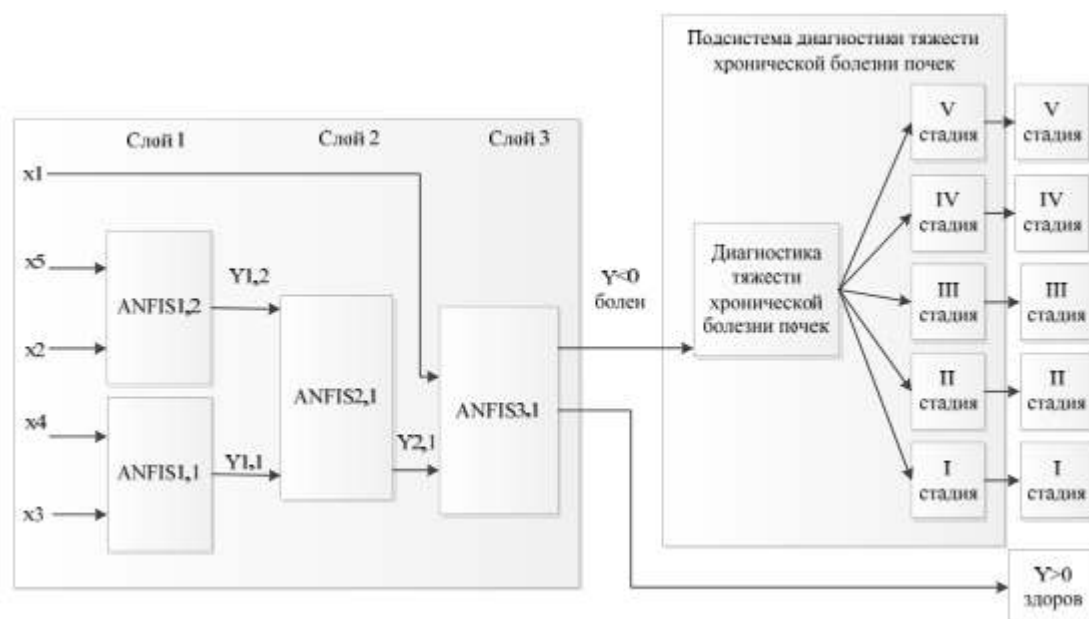 Подсистема диагностики тяжести
хронической болезни почек
Слой 1
Слой 2
Слой 3
x1
x5
x2
x4
x3
ANFIS1,2
ANFIS1,1
Y1,2
Y1,1
ANFIS2,1
Y2,1
ANFIS3,1
Y<0
болен
Диагностика
тяжести
хронической
болезни почек
V
стадия
V
стадия
IV
стадия
IV
стадия
III
стадия
III
стадия
II
стадия
II
стадия
I
стадия
I
стадия
Y>0
здоров